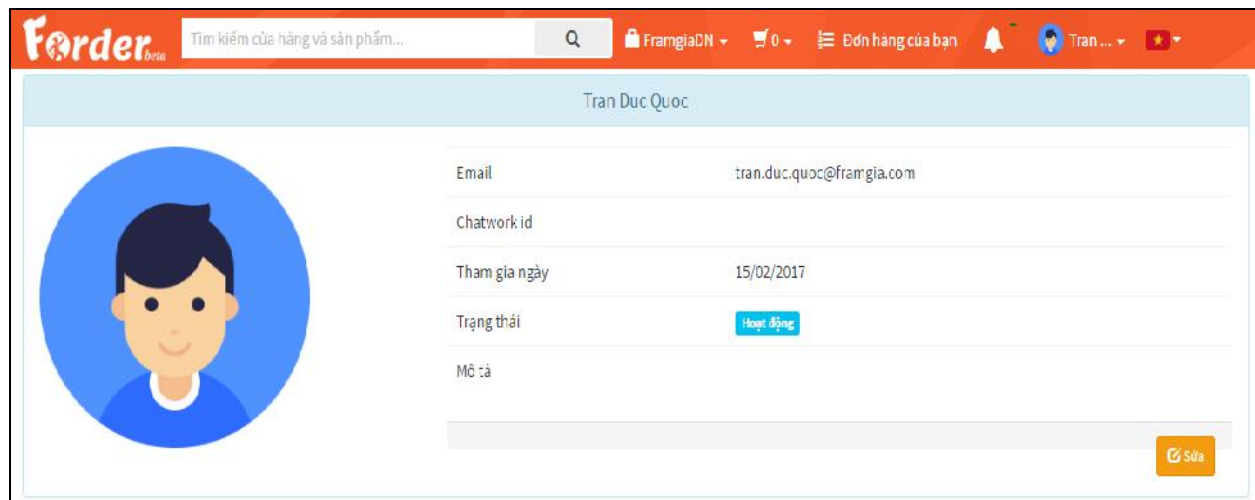 Forder beta Tìm kiếm cửa hàng và sản phẩm... FramgiaDN 0 Đơn hàng của bạn Tran ...
Tran Duc Quoc
Email tran.duc.quoc@framgia.com
Chatwork id
Tham gia ngày 15/02/2017
Trạng thái Hoạt động
Mô tả
Sửa